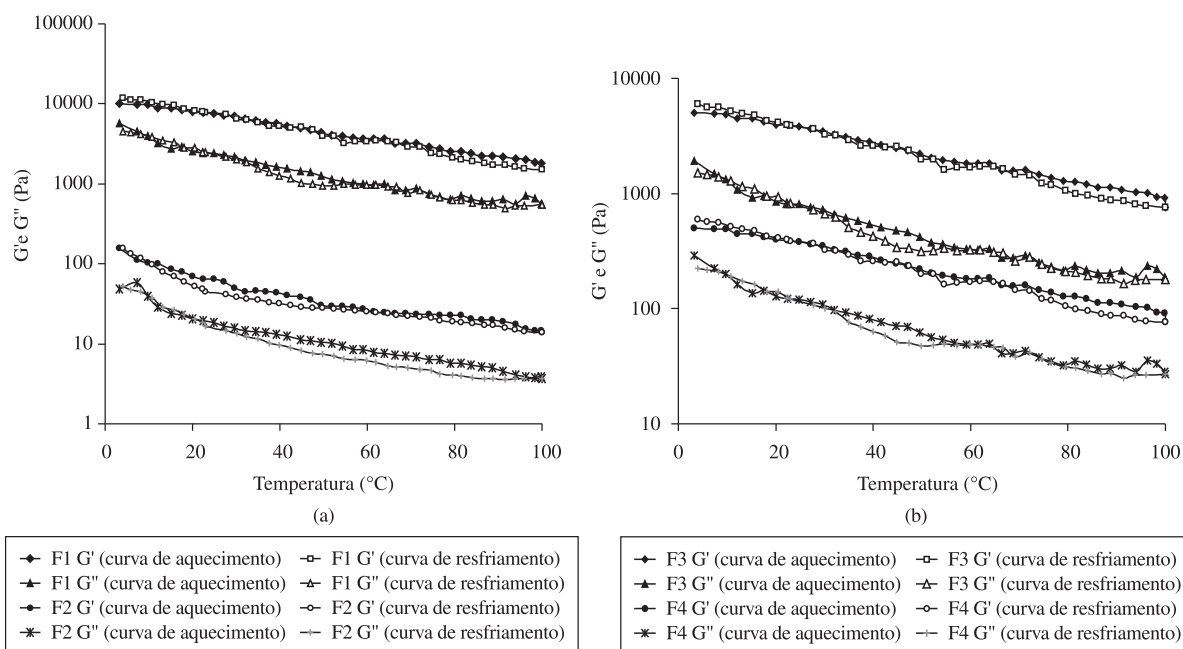 100000
10000
1000
100
10
1
G'e G" (Pa)
0 20 40 60 80 100
Temperatura (°C)
(a)
F1 G' (curva de aquecimento) F1 G' (curva de resfriamento)
F1 G" (curva de aquecimento) F1 G" (curva de resfriamento)
F2 G' (curva de aquecimento) F2 G' (curva de resfriamento)
F2 G" (curva de aquecimento) F2 G" (curva de resfriamento)
10000
1000
100
10
G' e G" (Pa)
0 20 40 60 80 100
Temperatura (°C)
(b)
F3 G' (curva de aquecimento) F3 G' (curva de resfriamento)
F3 G" (curva de aquecimento) F3 G" (curva de resfriamento)
F4 G' (curva de aquecimento) F4 G' (curva de resfriamento)
F4 G" (curva de aquecimento) F4 G" (curva de resfriamento)